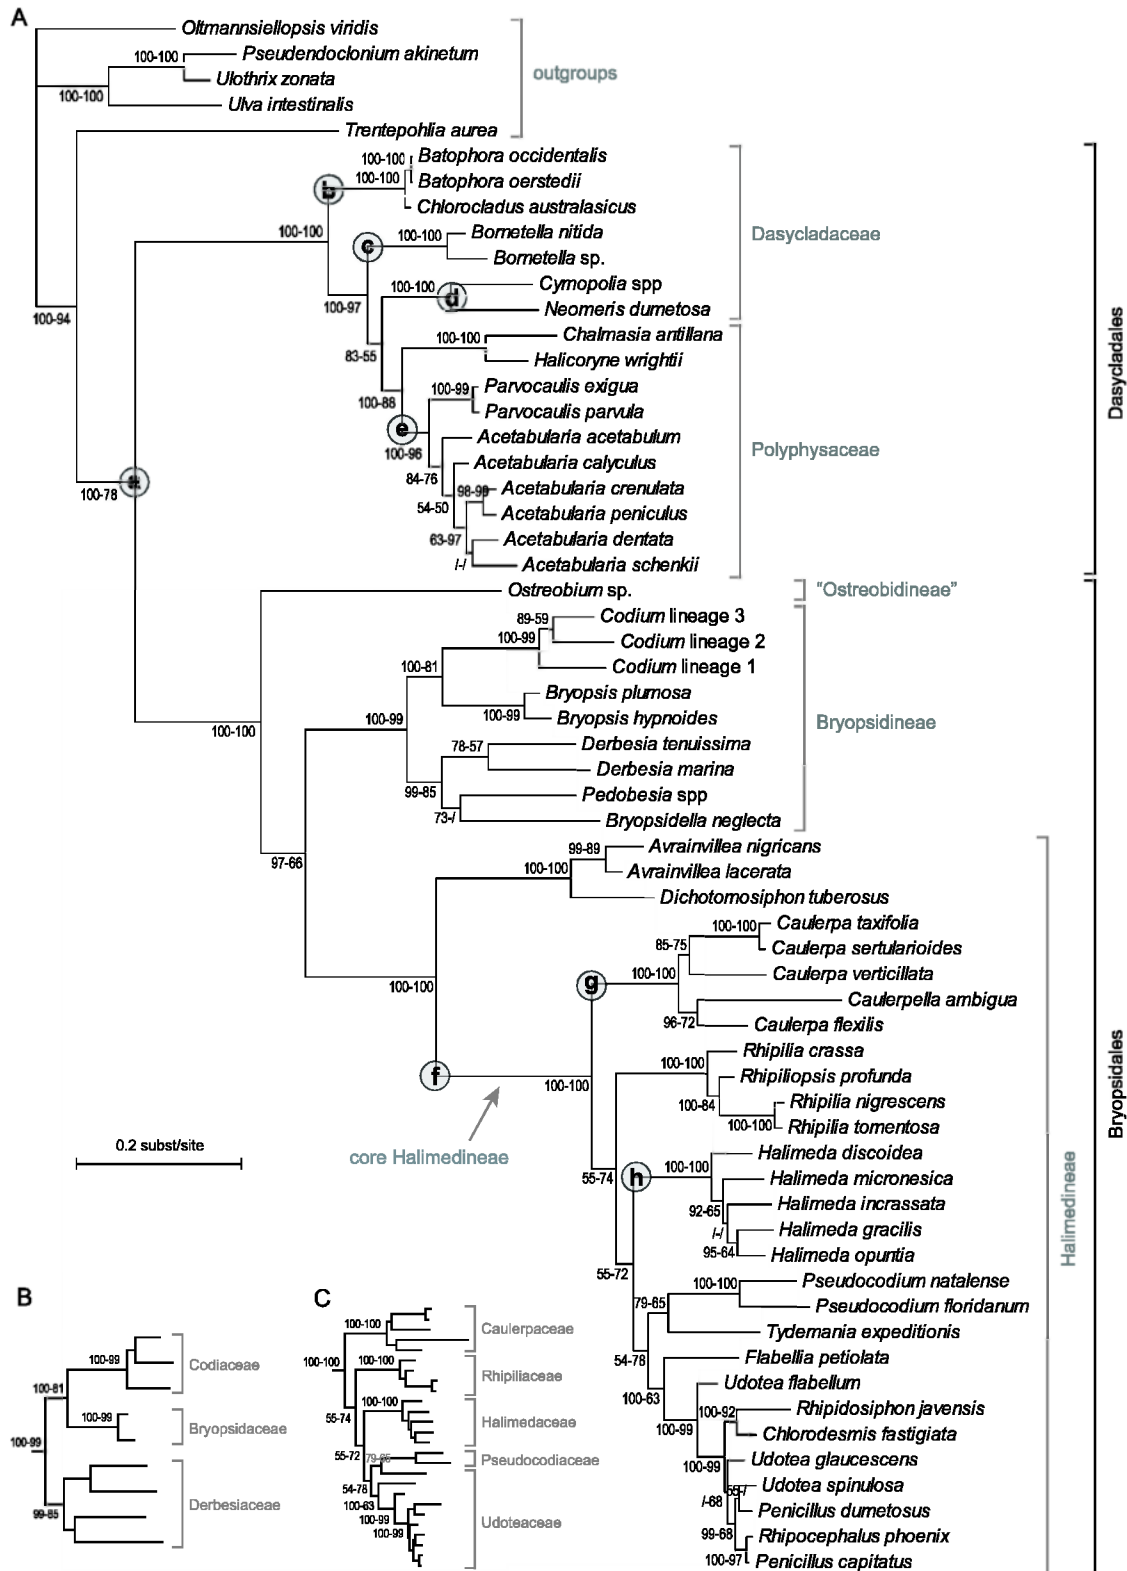 A
Oltmannsiellopsis viridis
100-100
Pseudendoclonium akinetum
Ulothrix zonata
outgroups
100-100
Ulva intestinalis
Trentepohlia aurea
100-100
Batophora occidentalis
100-100
Batophora oerstedii
b
Chlorocladus australasicus
100-100
100-100
Bornetella nitida
Dasycladaceae
c
Bornetella sp.
100-100
Cymopolia spp
d
100-97
Neomeris dumetosa
100-94
100-100
Chalmasia antillana
83-55
Halicoryne wrightii
Dasycladales
100-99
Parvocaulis exigua
100-88
Parvocaulis parvula
e
Acetabularia acetabulum
100-96
Polyphysaceae
Acetabularia calyculus
84-76
a
98-99
Acetabularia crenulata
100-78
54-50
Acetabularia peniculus
63-97
Acetabularia dentata
/-/
Acetabularia schenkii
Ostreobium sp.
“Ostreobidineae”
89-59
Codium lineage 3
100-99
Codium lineage 2
100-81
Codium lineage 1
Bryopsis plumosa
100-99
100-99
Bryopsis hypnoides
Bryopsidineae
100-100
78-57
Derbesia tenuissima
Derbesia marina
99-85
Pedobesia spp
73-/
Bryopsidella neglecta
99-89
Avrainvillea nigricans
97-66
100-100
Avrainvillea lacerata
Dichotomosiphon tuberosus
100-100
Caulerpa taxifolia
85-75
Caulerpa sertularioides
100-100
Caulerpa verticillata
g
100-100
Caulerpella ambigua
96-72
Caulerpa flexilis
Bryopsidales
Rhipilia crassa
100-100
f
Rhipiliopsis profunda
100-100
100-84
Rhipilia nigrescens
100-100
Rhipilia tomentosa
0.2 subst/site
core Halimedineae
Halimeda discoidea
100-100
h
55-74
Halimeda micronesica
92-65
Halimeda incrassata
Halimedineae
/-/
Halimeda gracilis
95-64
Halimeda opuntia
55-72
100-100
Pseudocodium natalense
79-65
Pseudocodium floridanum
Tydemania expeditionis
54-78
Flabellia petiolata
100-63
Udotea flabellum
100-92
Rhipidosiphon javensis
100-99
Chlorodesmis fastigiata
100-99
Udotea glaucescens
55-/
Udotea spinulosa
/-68
Penicillus dumetosus
99-68
Rhipocephalus phoenix
100-97
Penicillus capitatus
B
100-99
Codiaceae
100-81
100-99
Bryopsidaceae
100-99
Derbesiaceae
99-85
C
100-100
Caulerpaceae
100-100
100-100
Rhipiliaceae
100-100
55-74
Halimedaceae
55-72
79-65
Pseudocodiaceae
54-78
100-63
100-99
Udoteaceae
100-99